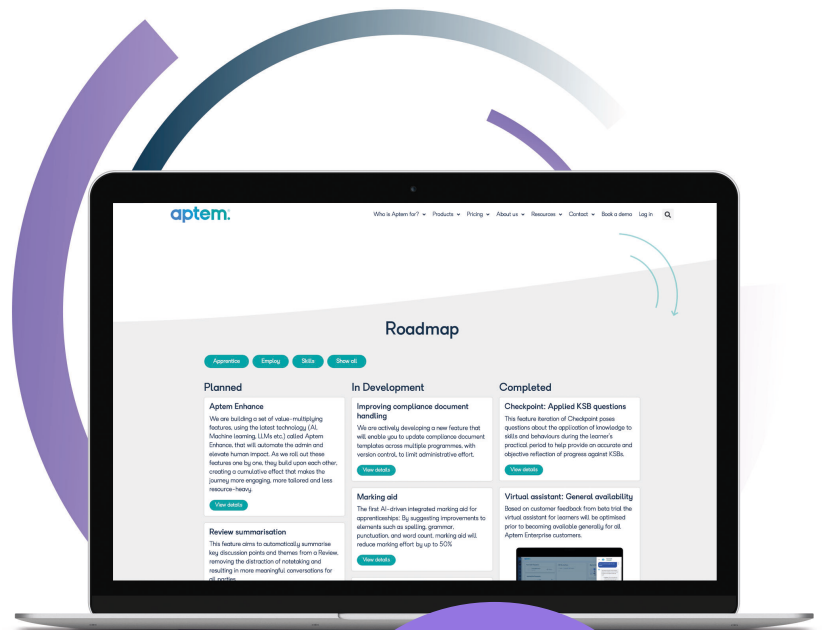 aptem.
Who is Aptem for? Products Pricing About us Resources Contact Book a demo Log in
Roadmap
Apprentice Employ Skills Show all
Planned
Aptem Enhance
We are building a set of value-multiplying
features, using the latest technology (AI,
Machine learning, LLMs etc.) called Aptem
Enhance, that will automate the admin and
elevate human impact. As we roll out these
features one by one, they build upon each other,
creating a cumulative effect that makes the
journey more engaging, more tailored and less
resource-heavy.
View details
Review summarisation
This feature aims to automatically summarise
key discussion points and themes from a Review,
removing the distraction of notetaking and
resulting in more meaningful conversations for
all parties.
In Development
Improving compliance document
handling
We are actively developing a new feature that
will enable you to update compliance document
templates across multiple programmes, with
version control, to limit administrative effort.
View details
Marking aid
The first AI-driven integrated marking aid for
apprenticeships: By suggesting improvements to
elements such as spelling, grammar,
punctuation, and word count, marking aid will
reduce marking effort by up to 50%
View details
Completed
Checkpoint: Applied KSB questions
This feature iteration of Checkpoint poses
questions about the application of knowledge to
skills and behaviours during the learner's
practical period to help provide an accurate and
objective reflection of progress against KSBs.
View details
Virtual assistant: General availability
Based on customer feedback from beta trial the
virtual assistant for learners will be optimised
prior to becoming available generally for all
Aptem Enterprise customers.